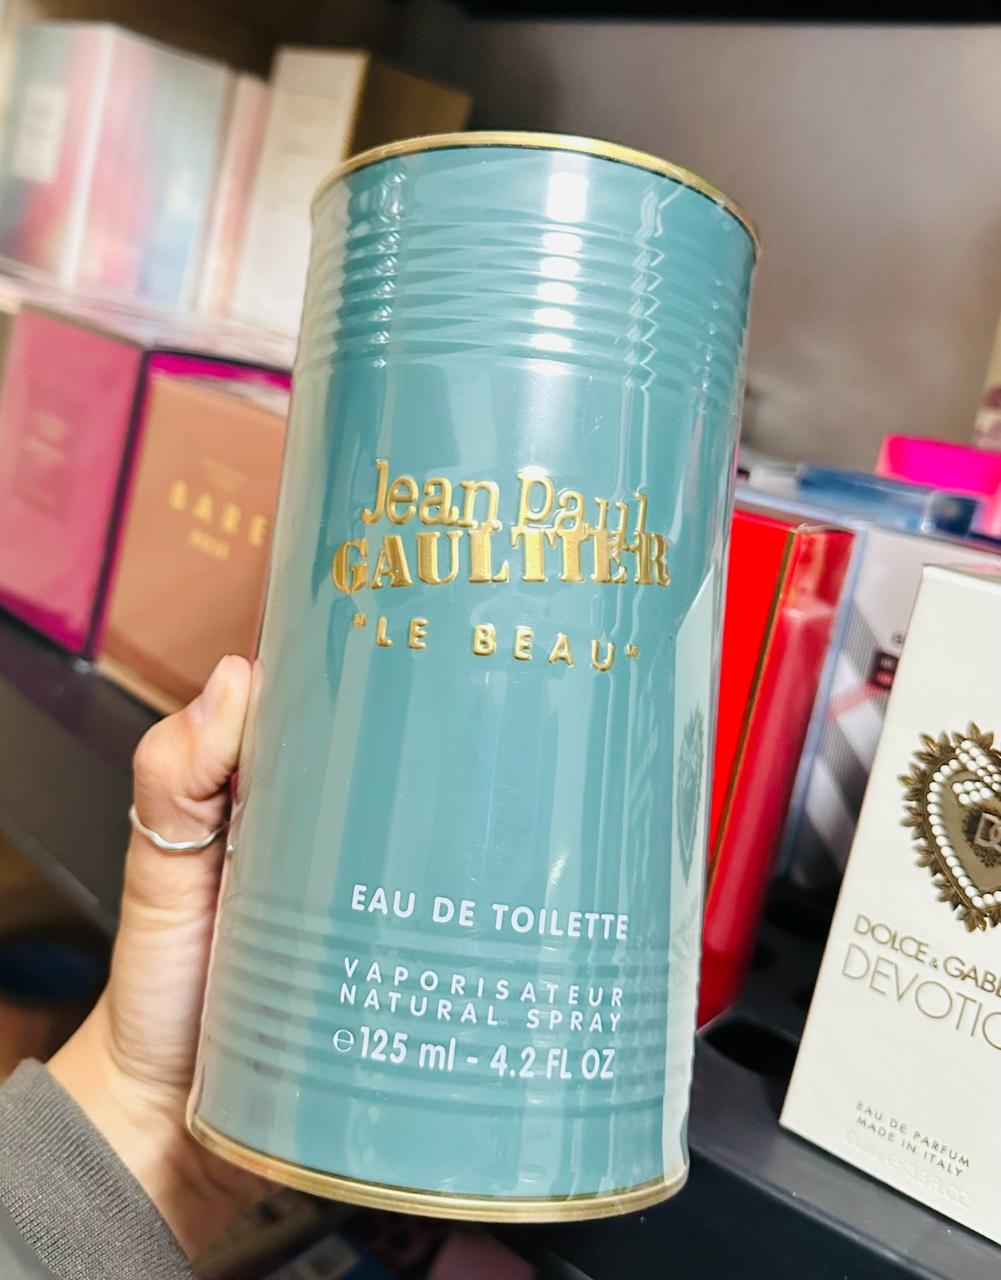 Jean Paul
GAULTIER
"LE BEAU"
EAU DE TOILETTE
VAPORISATEUR
NATURAL SPRAY
℮125 ml - 4.2 FL OZ
BARE
DOLCE & GABB
DEVOTIO
EAU DE PARFUM
MADE IN ITALY